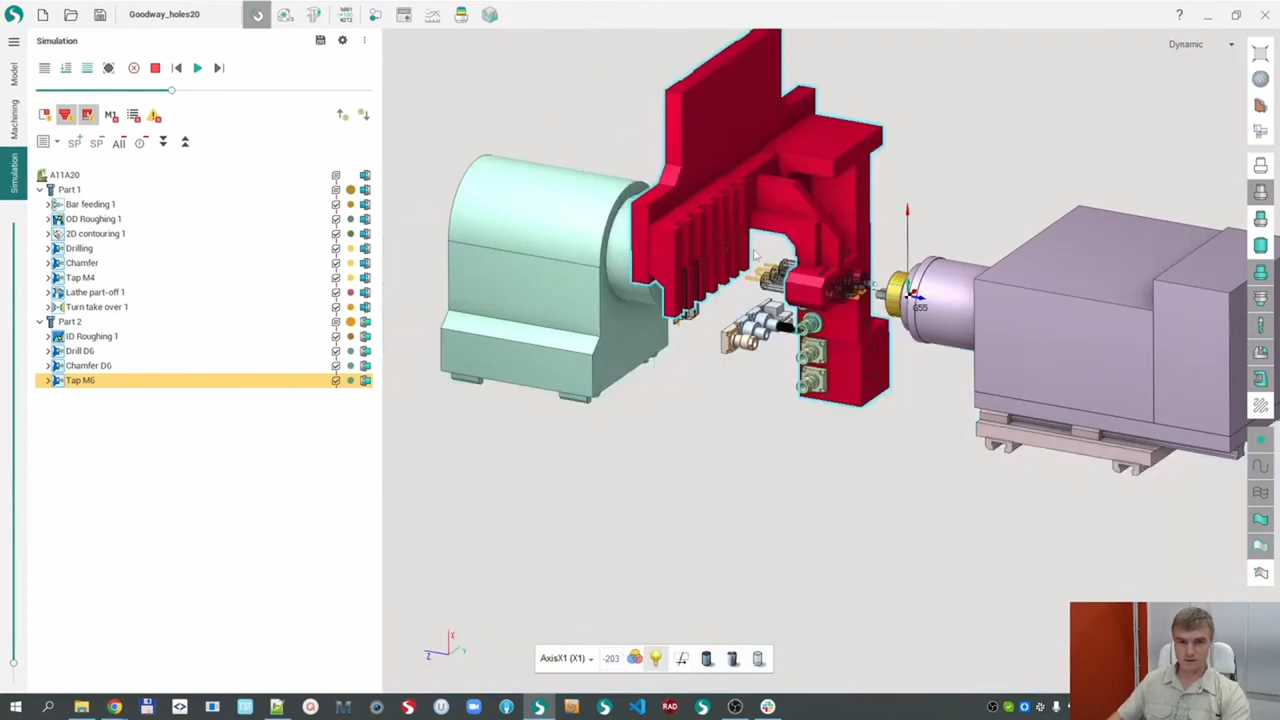 Goodway_holes20
Simulation
Model
Machining
Simulation
SP
SP
All
A11A20
Part 1
Bar feeding 1
OD Roughing 1
2D contouring 1
Drilling
Chamfer
Tap M4
Lathe part-off 1
Turn take over 1
Part 2
ID Roughing 1
Drill D6
Chamfer D6
Tap M6
Dynamic
G55
X
Y
Z
AxisX1 (X1)
-203
RAD